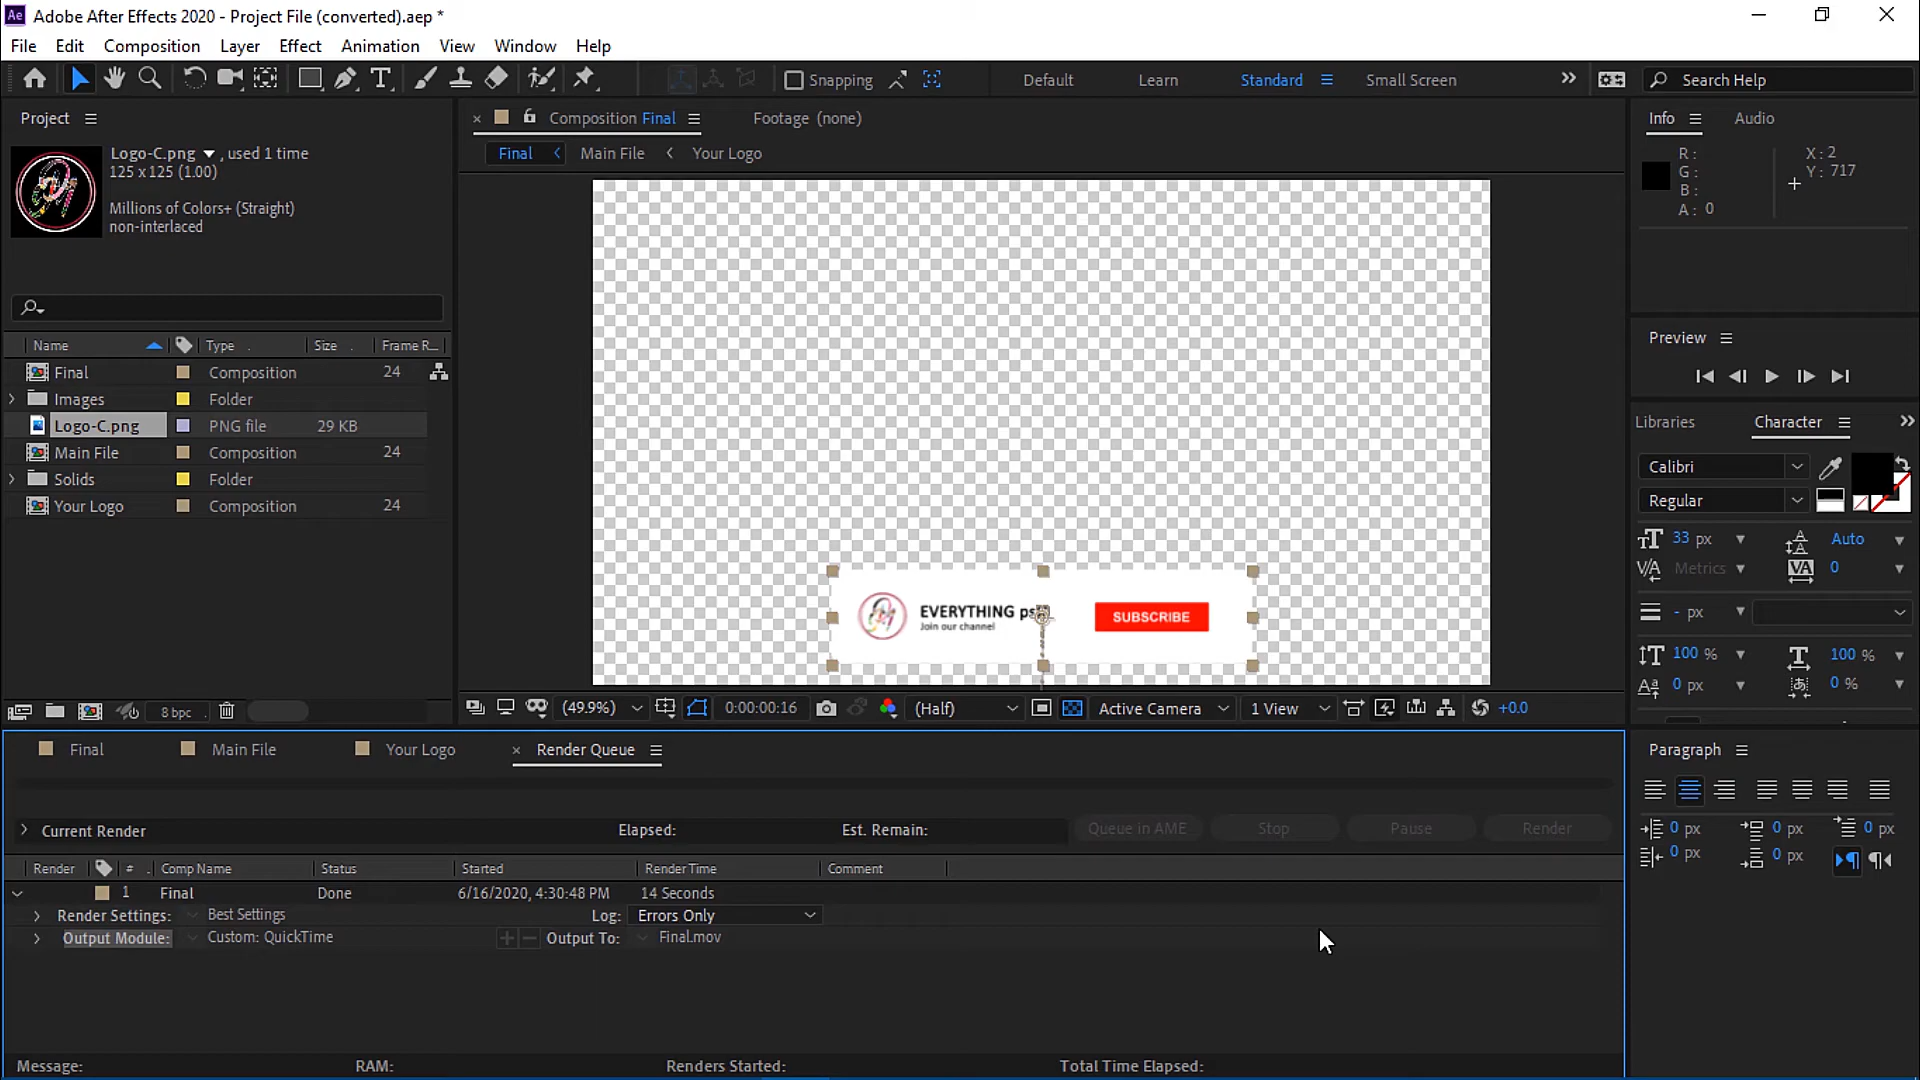 Ae Adobe After Effects 2020 - Project File (converted).aep *
File Edit Composition Layer Effect Animation View Window Help
Snapping Default Learn Standard Small Screen Search Help
Project
Logo-C.png , used 1 time
125 x 125 (1.00)
Millions of Colors+ (Straight)
non-interlaced
Name Type Size Frame R...
Final Composition 24
Images Folder
Logo-C.png PNG file 29 KB
Main File Composition 24
Solids Folder
Your Logo Composition 24
8 bpc
Composition Final Footage (none)
Final Main File Your Logo
EVERYTHING
Join our channel
SUBSCRIBE
(49.9%) 0:00:00:16 (Half) Active Camera 1 View +0.0
Info Audio
R: X: 2
G: Y: 717
B:
A: 0
Preview
Libraries Character
Calibri
Regular
33 px Auto
Metrics 0
- px
100 % 100 %
0 px 0 %
Final Main File Your Logo Render Queue
Current Render Elapsed: Est. Remain: Queue in AME Stop Pause Render
Render # Comp Name Status Started Render Time Comment
1 Final Done 6/16/2020, 4:30:48 PM 14 Seconds
Render Settings: Best Settings Log: Errors Only
Output Module: Custom: QuickTime Output To: Final.mov
Message: RAM: Renders Started: Total Time Elapsed:
Paragraph
0 px 0 px 0 px
0 px 0 px